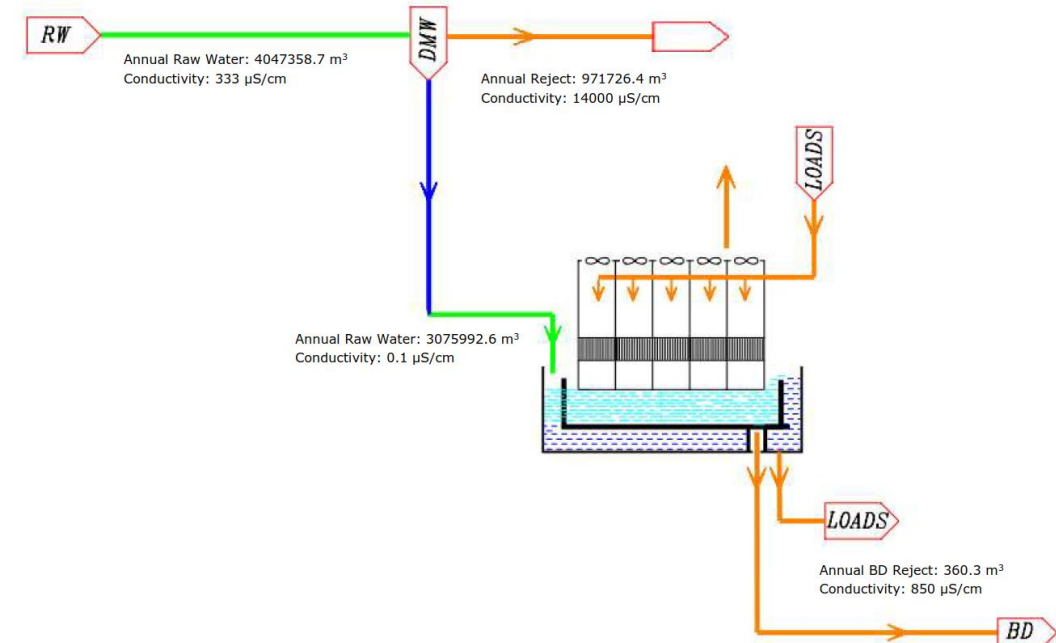 RW
DMW
Annual Raw Water: 4047358.7 m³
Conductivity: 333 µS/cm
Annual Reject: 971726.4 m³
Conductivity: 14000 µS/cm
LOADS
Annual Raw Water: 3075992.6 m³
Conductivity: 0.1 µS/cm
LOADS
Annual BD Reject: 360.3 m³
Conductivity: 850 µS/cm
BD